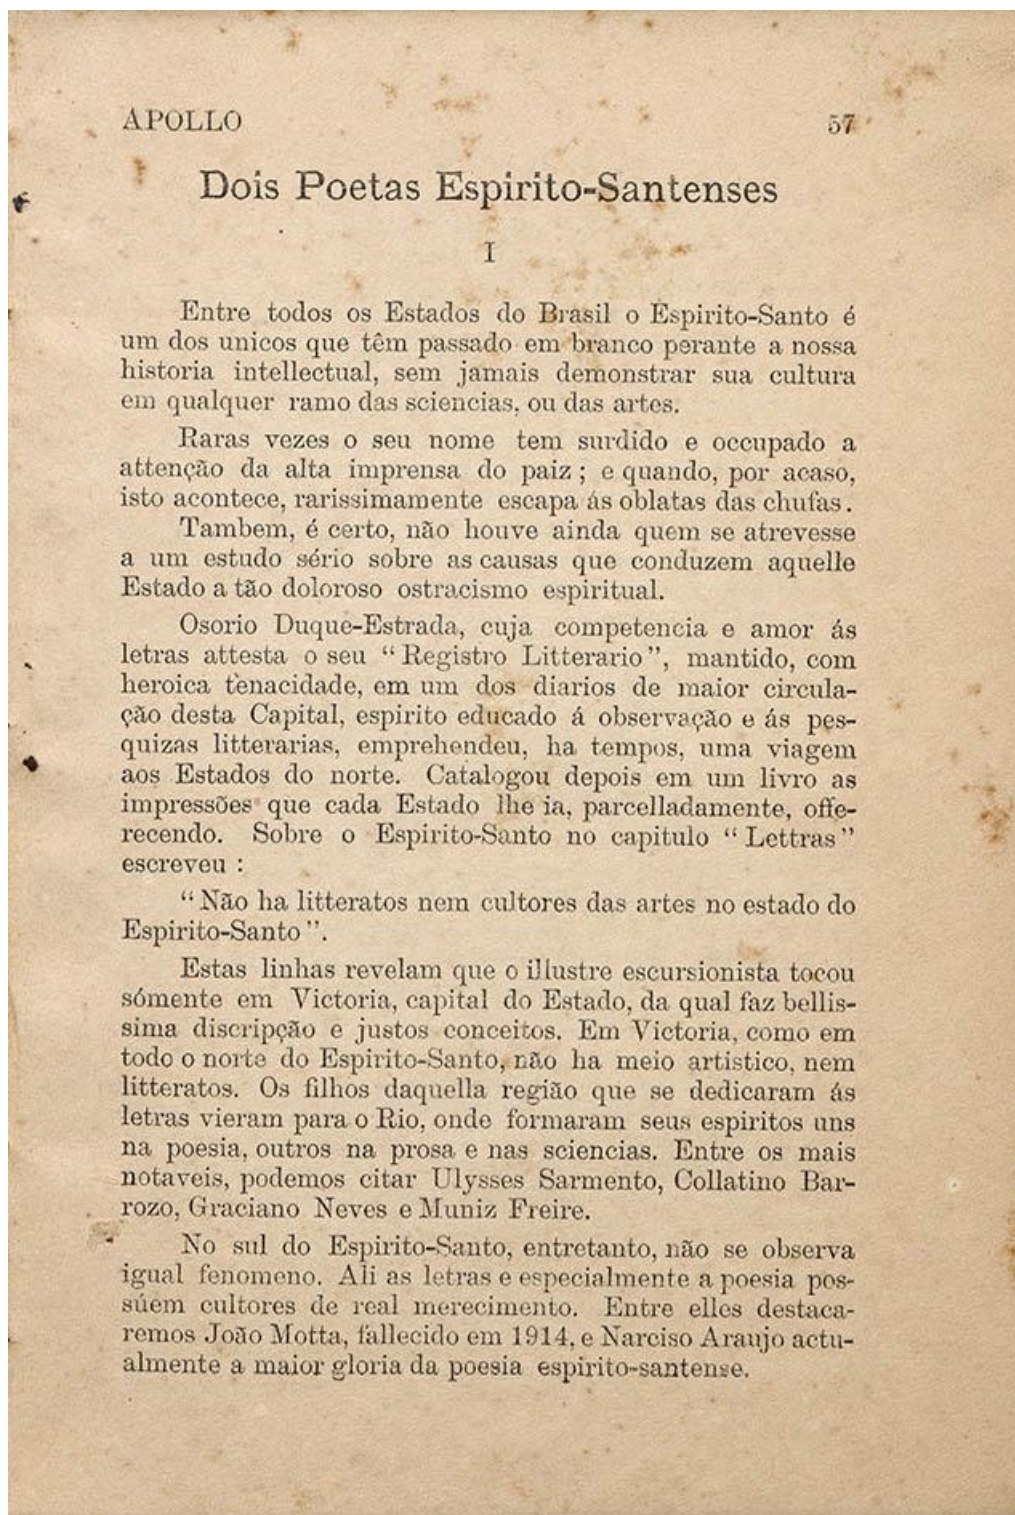 APOLLO 57
Dois Poetas Espirito-Santenses
I
Entre todos os Estados do Brasil o Espirito-Santo é
um dos unicos que têm passado em branco perante a nossa
historia intellectual, sem jamais demonstrar sua cultura
em qualquer ramo das sciencias, ou das artes.
Raras vezes o seu nome tem surdido e occupado a
attenção da alta imprensa do paiz ; e quando, por acaso,
isto acontece, rarissimamente escapa ás oblatas das chufas.
Tambem, é certo, não houve ainda quem se atrevesse
a um estudo sério sobre as causas que conduzem aquelle
Estado a tão doloroso ostracismo espiritual.
Osorio Duque-Estrada, cuja competencia e amor ás
letras attesta o seu “Registro Litterario”, mantido, com
heroica tenacidade, em um dos diarios de maior circula-
ção desta Capital, espirito educado á observação e ás pes-
quizas litterarias, emprehendeu, ha tempos, uma viagem
aos Estados do norte. Catalogou depois em um livro as
impressões que cada Estado lhe ia, parcelladamente, offe-
recendo. Sobre o Espirito-Santo no capitulo “Lettras”
escreveu :
“Não ha litteratos nem cultores das artes no estado do
Espirito-Santo”.
Estas linhas revelam que o illustre escursionista tocou
sómente em Victoria, capital do Estado, da qual faz bellis-
sima discripção e justos conceitos. Em Victoria, como em
todo o norte do Espirito-Santo, não ha meio artistico, nem
litteratos. Os filhos daquella região que se dedicaram ás
letras vieram para o Rio, onde formaram seus espiritos uns
na poesia, outros na prosa e nas sciencias. Entre os mais
notaveis, podemos citar Ulysses Sarmento, Collatino Bar-
rozo, Graciano Neves e Muniz Freire.
No sul do Espirito-Santo, entretanto, não se observa
igual fenomeno. Ali as letras e especialmente a poesia pos-
súem cultores de real merecimento. Entre elles destaca-
remos João Motta, fallecido em 1914, e Narciso Araujo actu-
almente a maior gloria da poesia espirito-santense.